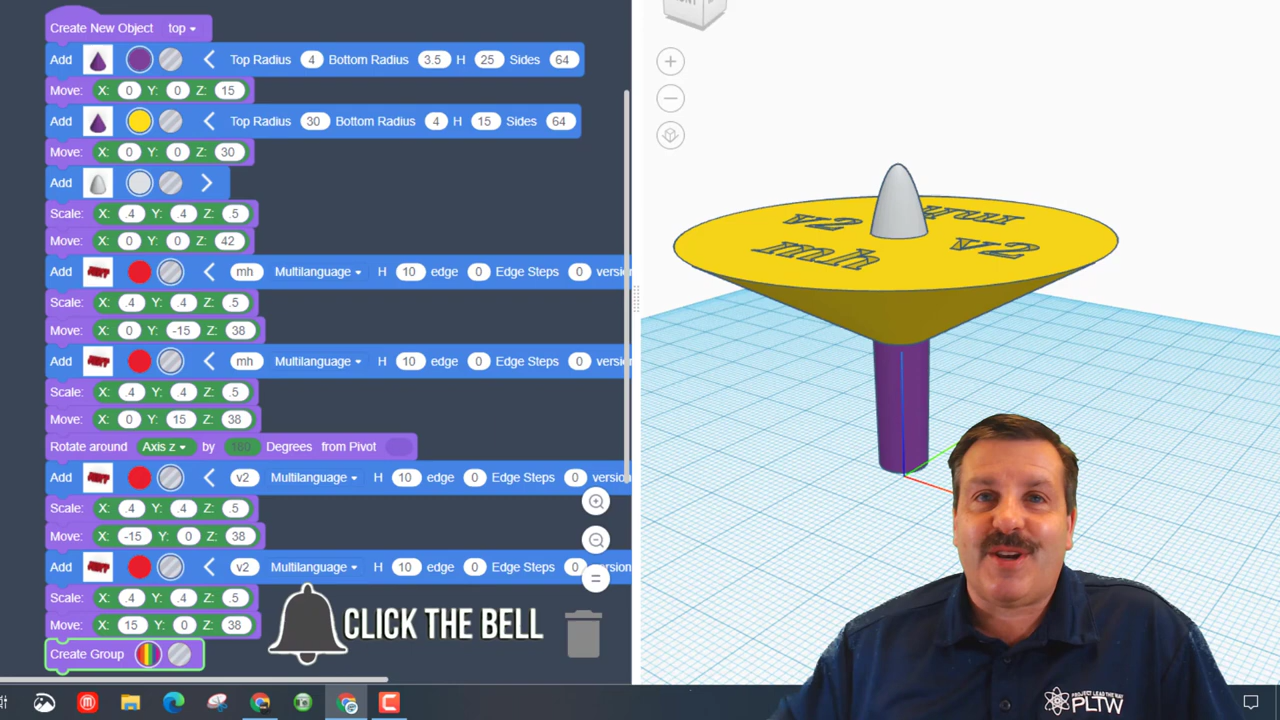 Create New Object top
Add Top Radius 4 Bottom Radius 3.5 H 25 Sides 64
Move: X: 0 Y: 0 Z: 15
Add Top Radius 30 Bottom Radius 4 H 15 Sides 64
Move: X: 0 Y: 0 Z: 30
Add
Scale: X: .4 Y: .4 Z: .5
Move: X: 0 Y: 0 Z: 42
Add mh Multilanguage H 10 edge 0 Edge Steps 0
Scale: X: .4 Y: .4 Z: .5
Move: X: 0 Y: -15 Z: 38
Add mh Multilanguage H 10 edge 0 Edge Steps 0
Scale: X: .4 Y: .4 Z: .5
Move: X: 0 Y: 15 Z: 38
Rotate around Axis z by 180 Degrees from Pivot
Add v2 Multilanguage H 10 edge 0 Edge Steps 0
Scale: X: .4 Y: .4 Z: .5
Move: X: -15 Y: 0 Z: 38
Add v2 Multilanguage H 10 edge 0 Edge Steps 0
Scale: X: .4 Y: .4 Z: .5
Move: X: 15 Y: 0 Z: 38
Create Group
CLICK THE BELL
v2
mh
v2
PROJECT LEAD THE WAY
PLTW